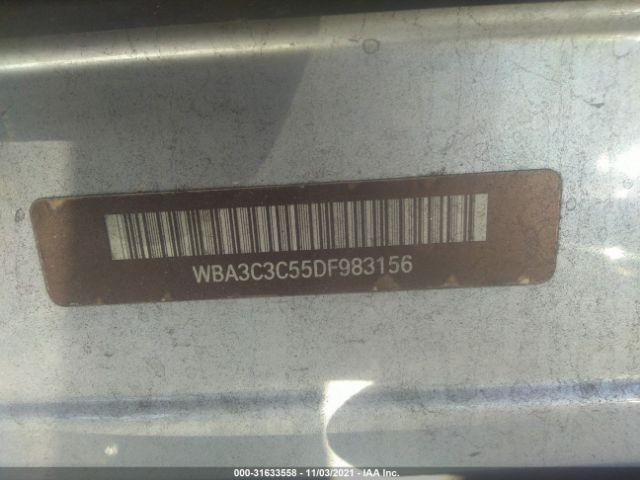 WBA3C3C55DF983156
000-31633558 - 11/03/2021 - IAA Inc.